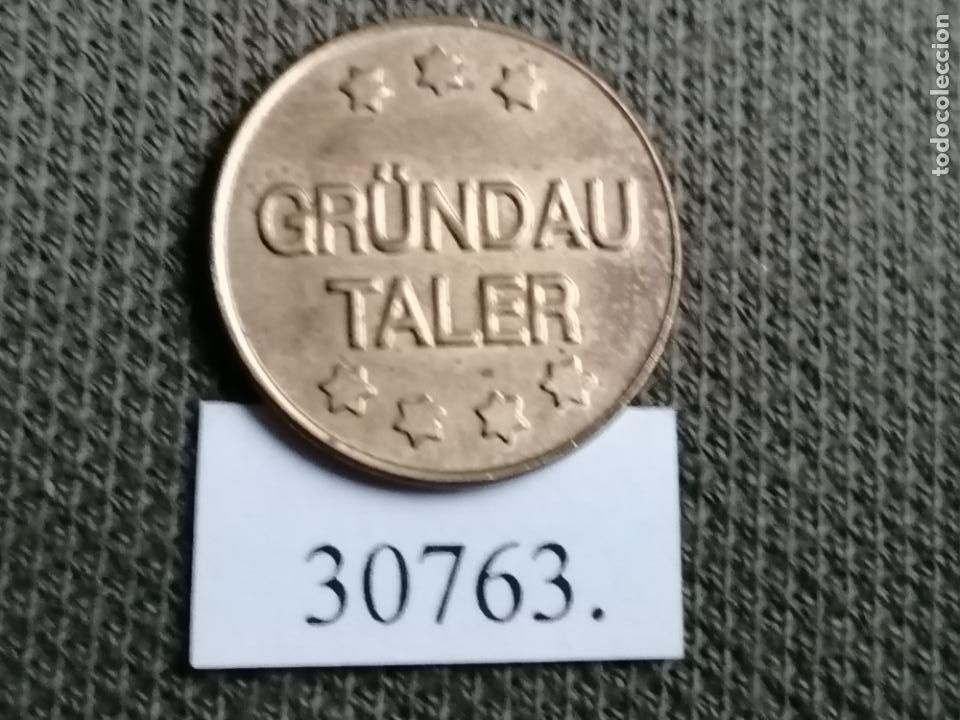 GRÜNDAU
TALER
30763.
todocoleccion